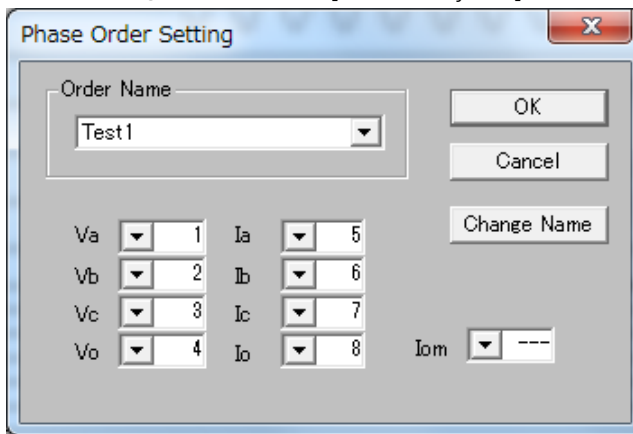 Phase Order Setting
Order Name
Test1
OK
Cancel
Change Name
Va 1 Ia 5
Vb 2 Ib 6
Vc 3 Ic 7
Vo 4 Io 8 Iom ---